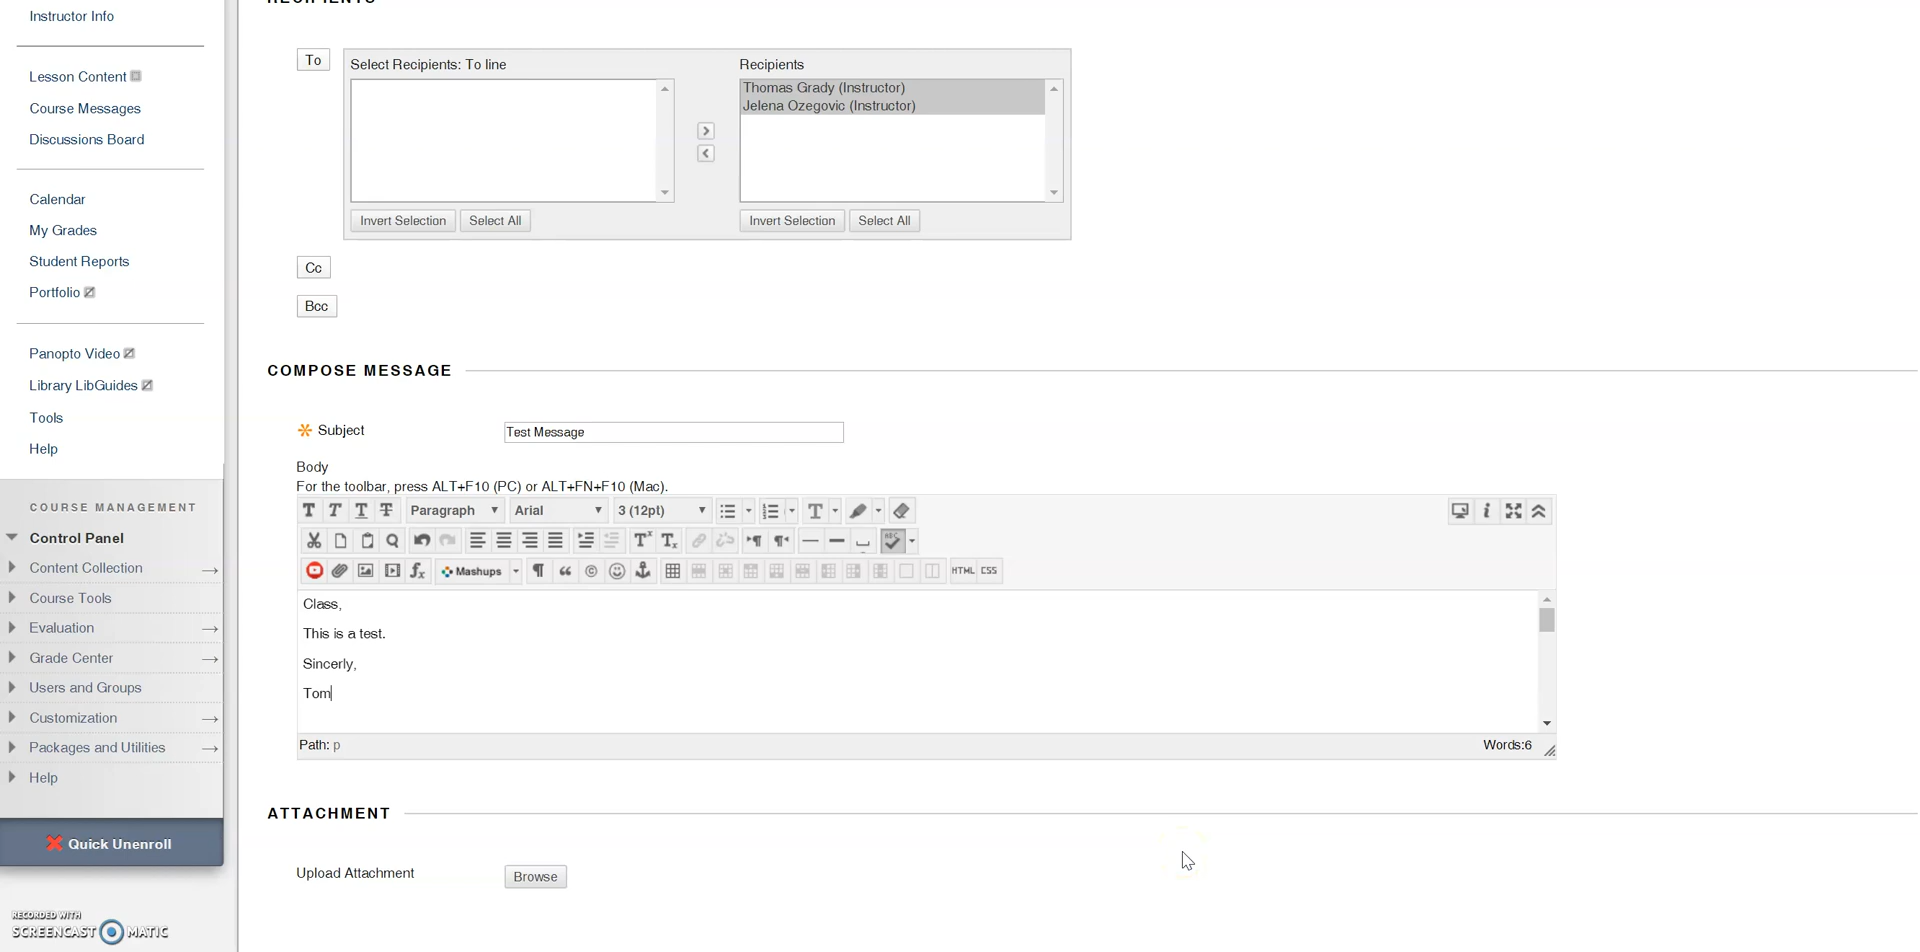 Instructor Info
Lesson Content
Course Messages
Discussions Board
Calendar
My Grades
Student Reports
Portfolio
Panopto Video
Library LibGuides
Tools
Help
COURSE MANAGEMENT
Control Panel
Content Collection
Course Tools
Evaluation
Grade Center
Users and Groups
Customization
Packages and Utilities
Help
Quick Unenroll
RECORDED WITH
SCREENCAST MATIC
RECIPIENTS
To
Select Recipients: To line
Recipients
Thomas Grady (Instructor)
Jelena Ozegovic (Instructor)
Invert Selection Select All
Invert Selection Select All
Cc
Bcc
COMPOSE MESSAGE
Subject
Test Message
Body
For the toolbar, press ALT+F10 (PC) or ALT+FN+F10 (Mac).
T T T T Paragraph Arial 3 (12pt) T
Mashups HTML CSS
Class,
This is a test.
Sincerly,
Tom
Path: p Words:6
ATTACHMENT
Upload Attachment Browse